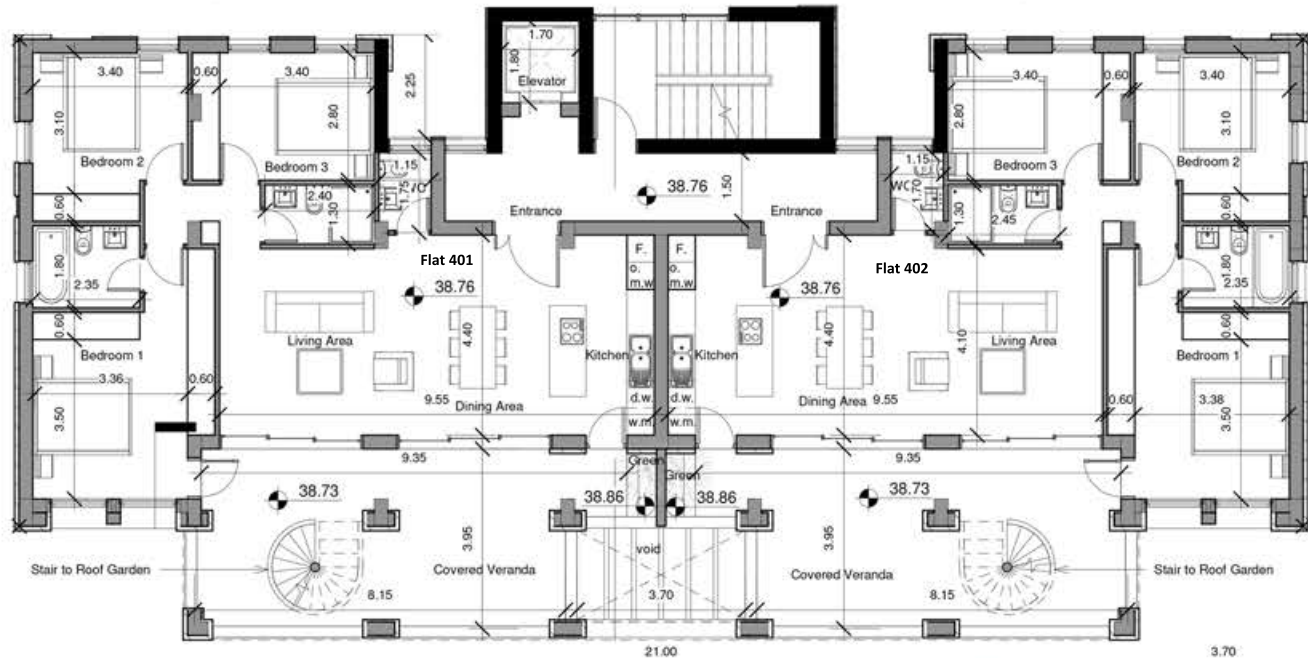 1.70
1.80
Elevator
3.40
0.60
3.40
2.25
3.10
2.80
Bedroom 2
Bedroom 3
3.40
0.60
3.40
2.80
3.10
Bedroom 3
Bedroom 2
1.15
1.75
2.40
1.30
0.60
38.76
1.50
Entrance
Entrance
1.15
WC
1.70
1.30
2.45
0.60
Flat 401
38.76
Flat 402
38.76
F.
o.
m.w.
F.
o.
m.w.
1.80
2.35
0.60
1.80
2.35
0.60
Living Area
4.40
Kitchen
Kitchen
4.40
4.10
Living Area
Bedroom 1
3.36
0.60
3.50
Bedroom 1
0.60
3.38
3.50
9.55
Dining Area
d.w.
w.m.
d.w.
w.m.
Dining Area
9.55
9.35
Green
Green
9.35
38.73
38.86
38.86
38.73
3.95
void
3.95
Stair to Roof Garden
Covered Veranda
Covered Veranda
Stair to Roof Garden
8.15
3.70
8.15
21.00
3.70